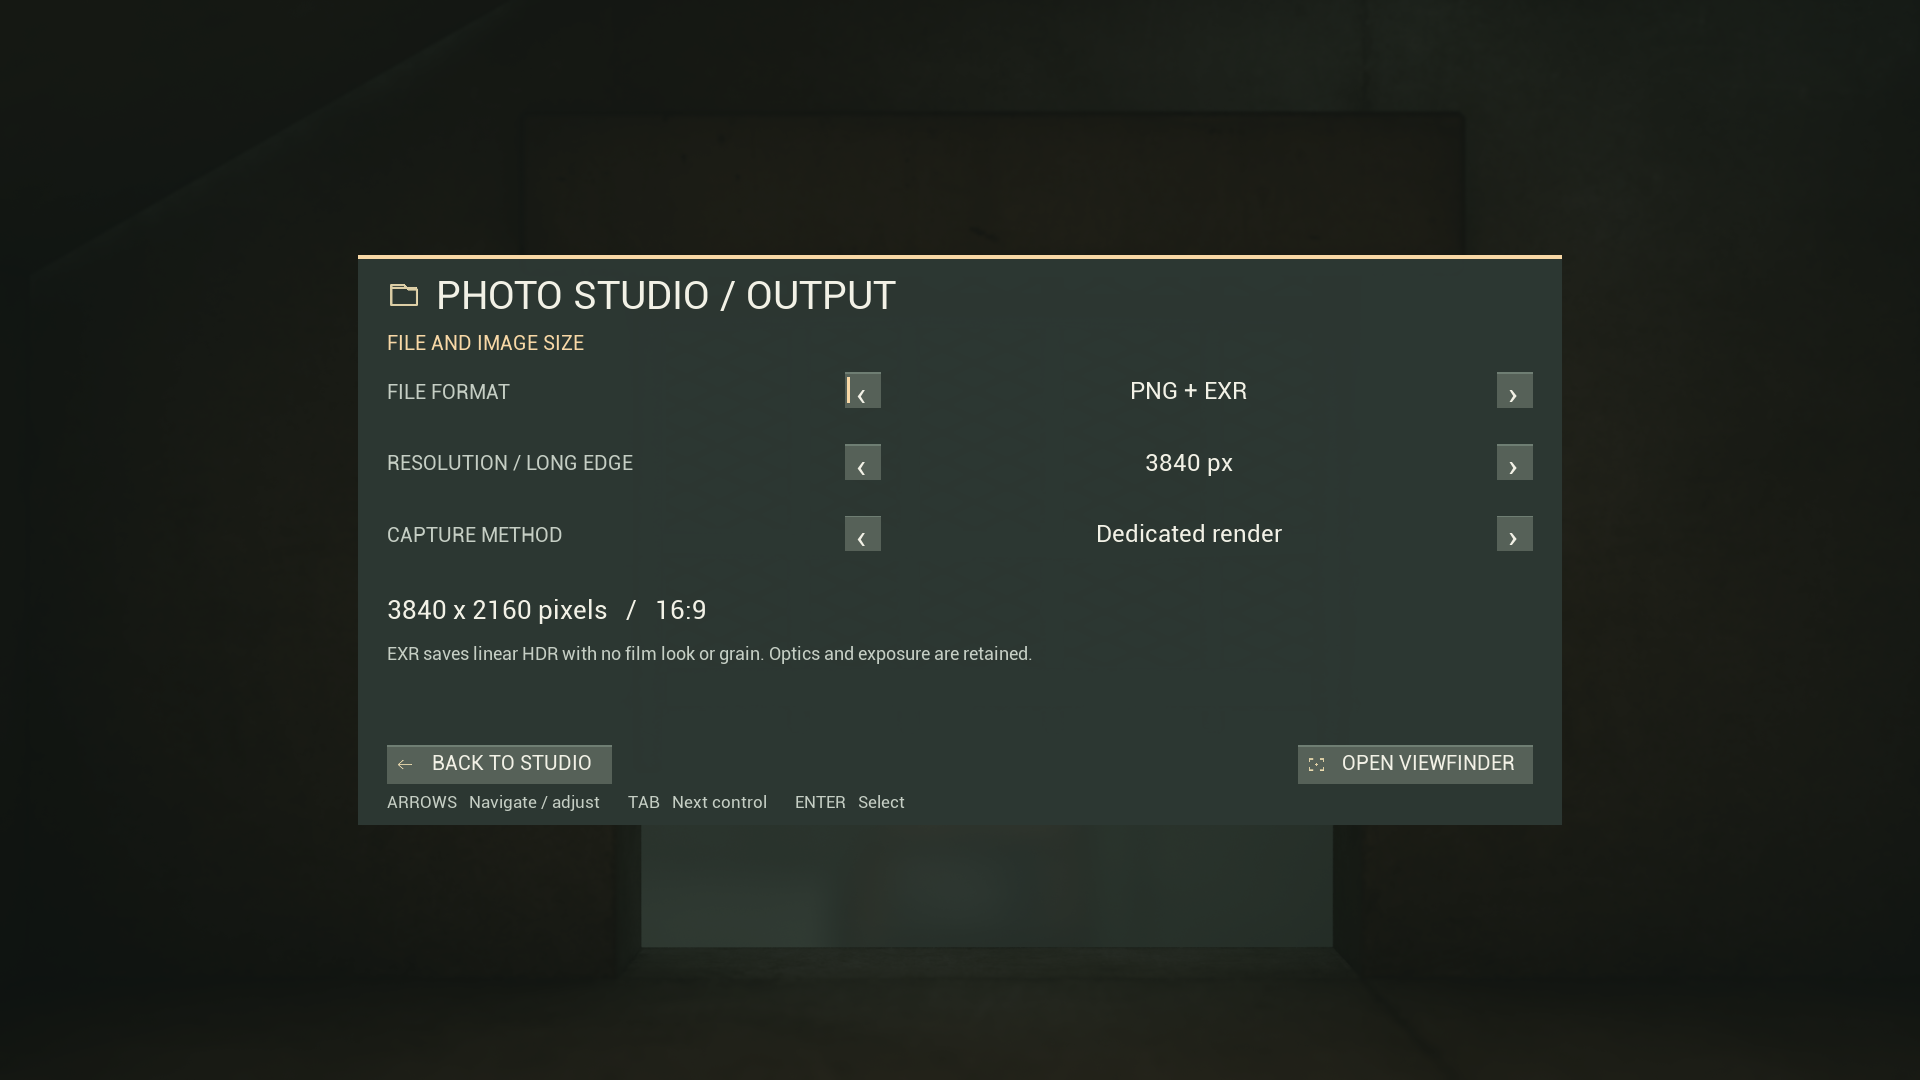 PHOTO STUDIO / OUTPUT
FILE AND IMAGE SIZE
FILE FORMAT ‹ PNG + EXR ›
RESOLUTION / LONG EDGE ‹ 3840 px ›
CAPTURE METHOD ‹ Dedicated render ›
3840 x 2160 pixels / 16:9
EXR saves linear HDR with no film look or grain. Optics and exposure are retained.
← BACK TO STUDIO OPEN VIEWFINDER
ARROWS Navigate / adjust TAB Next control ENTER Select